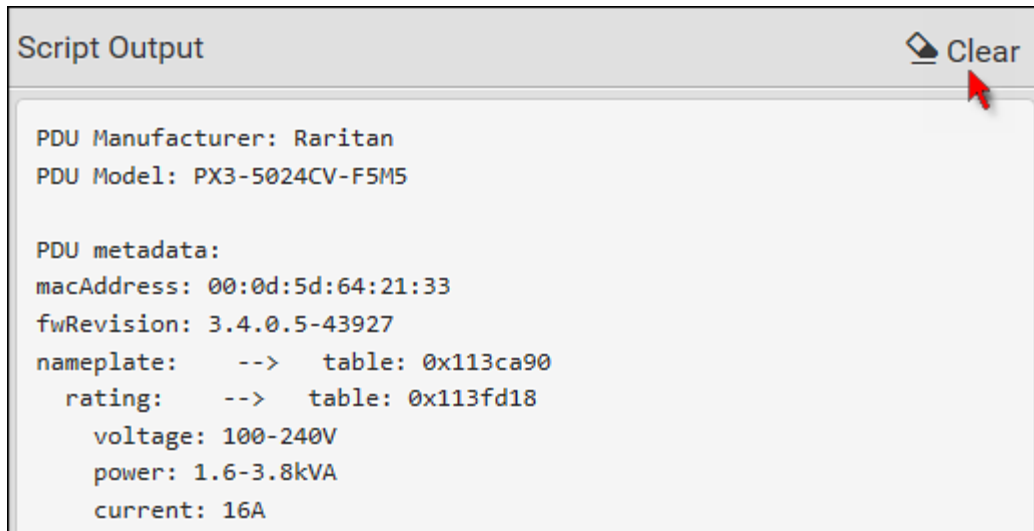 Script Output
Clear
PDU Manufacturer: Raritan
PDU Model: PX3-5024CV-F5M5
PDU metadata:
macAddress: 00:0d:5d:64:21:33
fwRevision: 3.4.0.5-43927
nameplate:    -->   table: 0x113ca90
  rating:    -->   table: 0x113fd18
    voltage: 100-240V
    power: 1.6-3.8kVA
    current: 16A